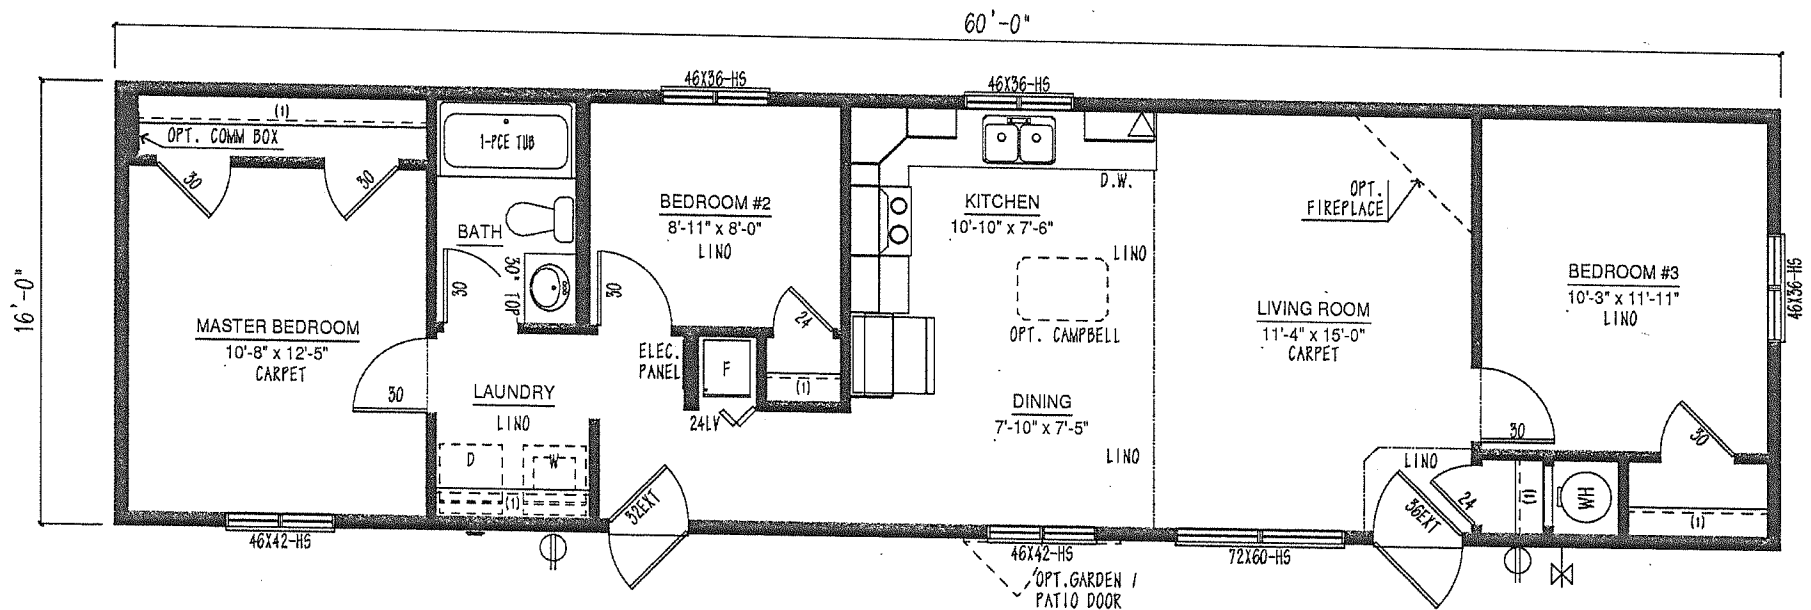 60'-0"
16'-0"
46X36-HS
46X36-HS
(1)
OPT. COMM BOX
30
30
1-PCE TUB
BATH
30
30" TOP
MASTER BEDROOM
10'-8" x 12'-5"
CARPET
30
BEDROOM #2
8'-11" x 8'-0"
LINO
30
24
(1)
ELEC.
PANEL
F
24LV
LAUNDRY
LINO
D
W
(1)
KITCHEN
10'-10" x 7'-6"
D.W.
LINO
OPT. CAMPBELL
DINING
7'-10" x 7'-5"
LINO
OPT.
FIREPLACE
LIVING ROOM
11'-4" x 15'-0"
CARPET
BEDROOM #3
10'-3" x 11'-11"
LINO
46X36-HS
30
30
LINO
24
(1)
WH
(1)
32EXT
36EXT
46X42-HS
46X42-HS
72X60-HS
OPT.GARDEN /
PATIO DOOR